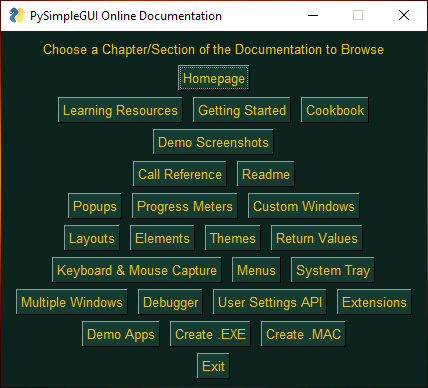 PySimpleGUI Online Documentation
Choose a Chapter/Section of the Documentation to Browse
Homepage
Learning Resources Getting Started Cookbook
Demo Screenshots
Call Reference Readme
Popups Progress Meters Custom Windows
Layouts Elements Themes Return Values
Keyboard & Mouse Capture Menus System Tray
Multiple Windows Debugger User Settings API Extensions
Demo Apps Create .EXE Create .MAC
Exit